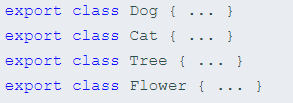 export class Dog { ... }
export class Cat { ... }
export class Tree { ... }
export class Flower { ... }